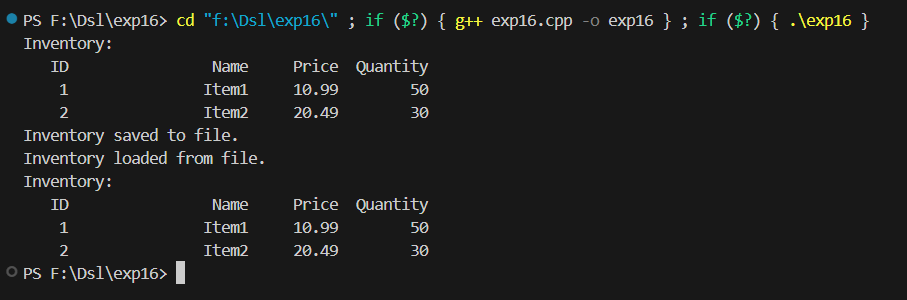 PS F:\Dsl\exp16> cd "f:\Dsl\exp16\" ; if ($?) { g++ exp16.cpp -o exp16 } ; if ($?) { .\exp16 }
Inventory:
   ID                Name     Price  Quantity
    1               Item1     10.99        50
    2               Item2     20.49        30
Inventory saved to file.
Inventory loaded from file.
Inventory:
   ID                Name     Price  Quantity
    1               Item1     10.99        50
    2               Item2     20.49        30
PS F:\Dsl\exp16>